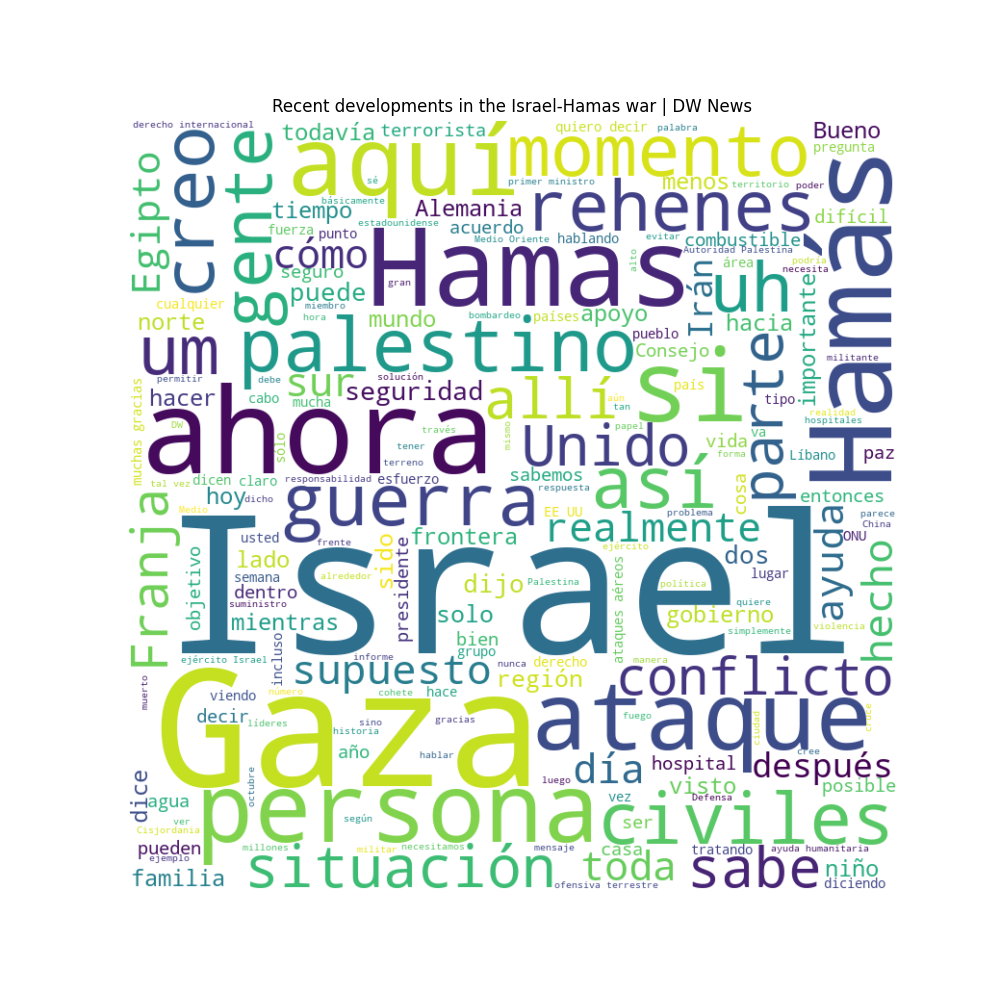 Recent developments in the Israel-Hamas war | DW News
derecho internacional
creo
gente
todavía
terrorista
quiero decir
palabra
Bueno
pregunta
aquí
momento
Egipto
sé
primer ministro
menos
territorio
poder
Hamás
básicamente
tiempo
estadounidense
Alemania
rehenes
difícil
fuerza
punto
acuerdo
Medio Oriente
hablando
evitar
combustible
cómo
Hamas
Autoridad Palestina
alto
Irán
área
podría
necesita
seguro
gran
puede
miembro
uh
importante
cualquier
norte
hora
mundo
bombardeo
países
apoyo
hacia
um
palestino
pueblo
Consejo
parte
militante
permitir
debe
solución
si
país
sur
seguridad
allí
aún
tipo
hacer
cabo
mucha
tan
realidad
muchas gracias
ahora
tener
mismo
papel
hospitales
DW
sólo
través
Unido
vida
va
forma
terreno
sabemos
Líbano
paz
tal vez
dicen
claro
responsabilidad
esfuerzo
respuesta
así
cosa
entonces
hoy
dicho
guerra
Franja
Medio
EE UU
problema
parece
China
realmente
ayuda
ONU
usted
frente
frontera
ejército
dos
hecho
objetivo
lado
sido
presidente
ataques aéreos
lugar
semana
alrededor
dijo
Palestina
política
dentro
Israel
quiere
suministro
solo
gobierno
violencia
mientras
bien
simplemente
grupo
ejército Israel
incluso
informe
nunca
derecho
manera
supuesto
región
conflicto
muerto
viendo
número
cohete
hace
Gaza
ataque
decir
líderes
sino
gracias
fuego
ciudad
cruce
historia
año
hablar
cree
día
hospital
después
luego
dice
octubre
visto
posible
agua
persona
vez
Defensa
civiles
ver
según
ser
Cisjordania
pueden
millones
militar
necesitamos
mensaje
casa
tratando
ayuda humanitaria
ejemplo
situación
toda
sabe
niño
familia
ofensiva terrestre
diciendo